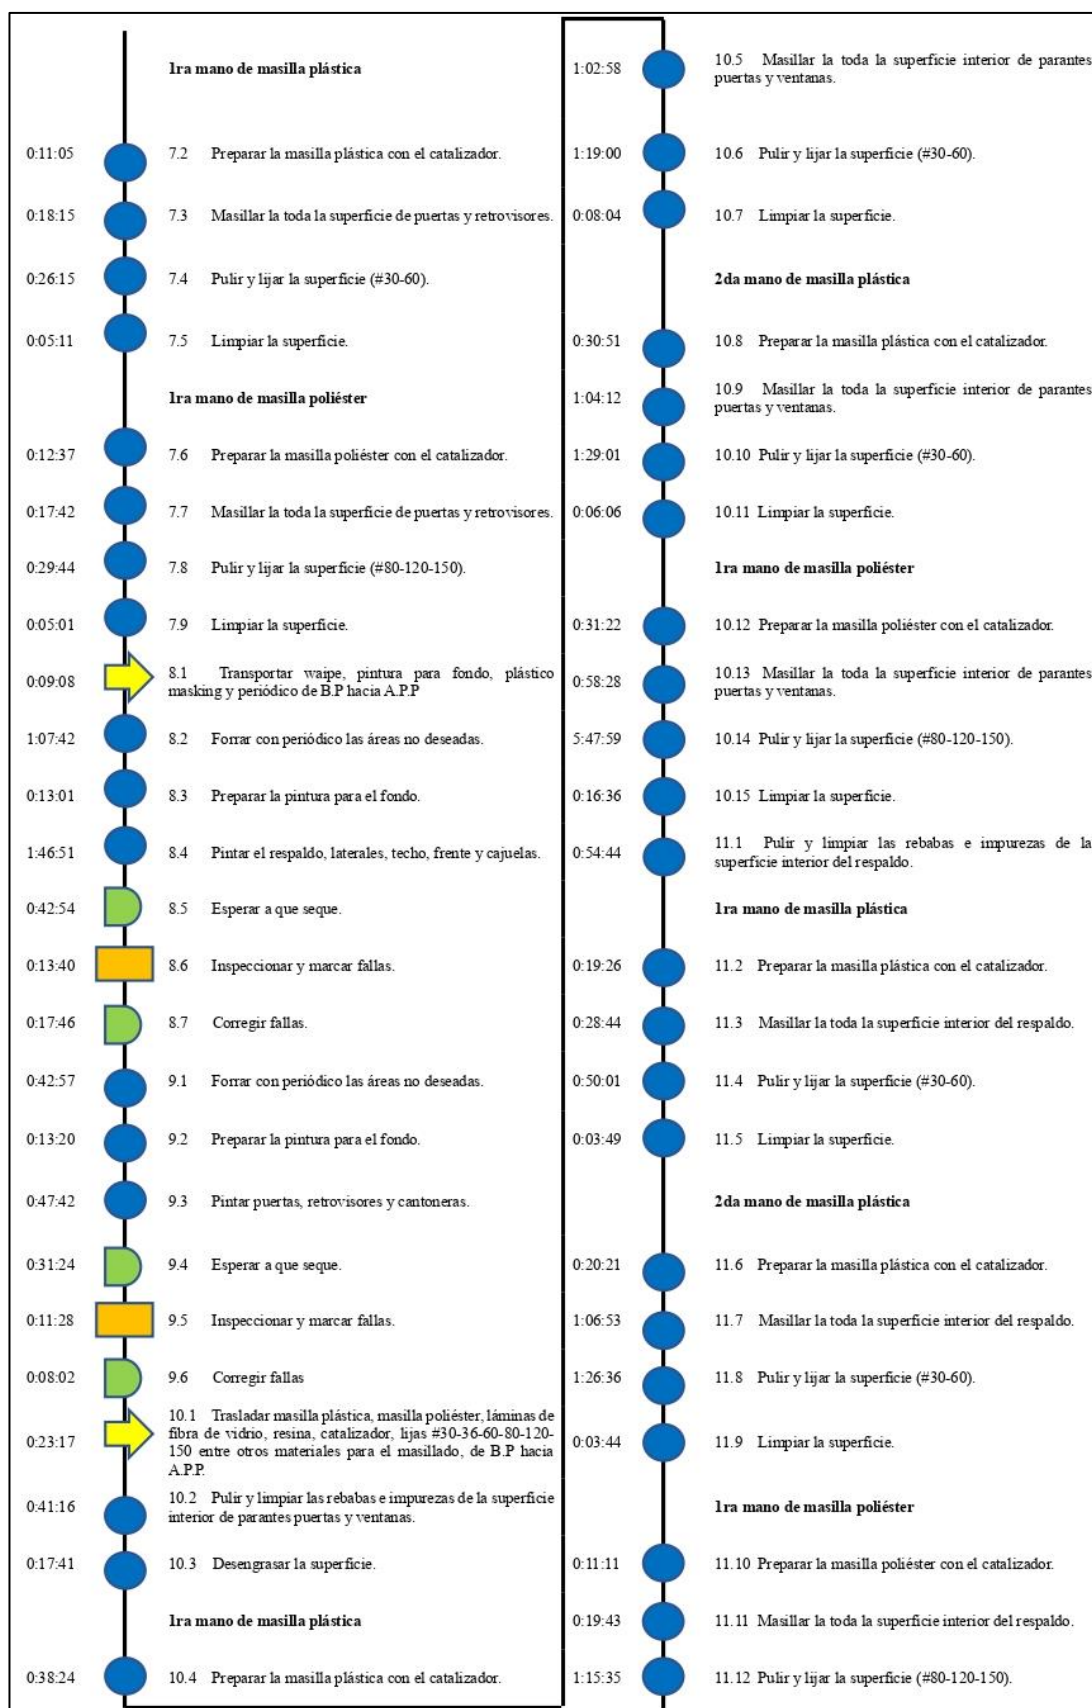 1ra mano de masilla plástica
0:11:05 7.2 Preparar la masilla plástica con el catalizador.
0:18:15 7.3 Masillar la toda la superficie de puertas y retrovisores.
0:26:15 7.4 Pulir y lijar la superficie (#30-60).
0:05:11 7.5 Limpiar la superficie.
1ra mano de masilla poliéster
0:12:37 7.6 Preparar la masilla poliéster con el catalizador.
0:17:42 7.7 Masillar la toda la superficie de puertas y retrovisores.
0:29:44 7.8 Pulir y lijar la superficie (#80-120-150).
0:05:01 7.9 Limpiar la superficie.
0:09:08 8.1 Transportar waipe, pintura para fondo, plástico
masking y periódico de B.P hacia A.P.P
1:07:42 8.2 Forrar con periódico las áreas no deseadas.
0:13:01 8.3 Preparar la pintura para el fondo.
1:46:51 8.4 Pintar el respaldo, laterales, techo, frente y cajuelas.
0:42:54 8.5 Esperar a que seque.
0:13:40 8.6 Inspeccionar y marcar fallas.
0:17:46 8.7 Corregir fallas.
0:42:57 9.1 Forrar con periódico las áreas no deseadas.
0:13:20 9.2 Preparar la pintura para el fondo.
0:47:42 9.3 Pintar puertas, retrovisores y cantoneras.
0:31:24 9.4 Esperar a que seque.
0:11:28 9.5 Inspeccionar y marcar fallas.
0:08:02 9.6 Corregir fallas
0:23:17 10.1 Trasladar masilla plástica, masilla poliéster, láminas de
fibra de vidrio, resina, catalizador, lijas #30-36-60-80-120-
150 entre otros materiales para el masillado, de B.P hacia
A.P.P.
0:41:16 10.2 Pulir y limpiar las rebabas e impurezas de la superficie
interior de parantes puertas y ventanas.
0:17:41 10.3 Desengrasar la superficie.
1ra mano de masilla plástica
0:38:24 10.4 Preparar la masilla plástica con el catalizador.
1:02:58 10.5 Masillar la toda la superficie interior de parantes
puertas y ventanas.
1:19:00 10.6 Pulir y lijar la superficie (#30-60).
0:08:04 10.7 Limpiar la superficie.
2da mano de masilla plástica
0:30:51 10.8 Preparar la masilla plástica con el catalizador.
1:04:12 10.9 Masillar la toda la superficie interior de parantes
puertas y ventanas.
1:29:01 10.10 Pulir y lijar la superficie (#30-60).
0:06:06 10.11 Limpiar la superficie.
1ra mano de masilla poliéster
0:31:22 10.12 Preparar la masilla poliéster con el catalizador.
0:58:28 10.13 Masillar la toda la superficie interior de parantes
puertas y ventanas.
5:47:59 10.14 Pulir y lijar la superficie (#80-120-150).
0:16:36 10.15 Limpiar la superficie.
0:54:44 11.1 Pulir y limpiar las rebabas e impurezas de la
superficie interior del respaldo.
1ra mano de masilla plástica
0:19:26 11.2 Preparar la masilla plástica con el catalizador.
0:28:44 11.3 Masillar la toda la superficie interior del respaldo.
0:50:01 11.4 Pulir y lijar la superficie (#30-60).
0:03:49 11.5 Limpiar la superficie.
2da mano de masilla plástica
0:20:21 11.6 Preparar la masilla plástica con el catalizador.
1:06:53 11.7 Masillar la toda la superficie interior del respaldo.
1:26:36 11.8 Pulir y lijar la superficie (#30-60).
0:03:44 11.9 Limpiar la superficie.
1ra mano de masilla poliéster
0:11:11 11.10 Preparar la masilla poliéster con el catalizador.
0:19:43 11.11 Masillar la toda la superficie interior del respaldo.
1:15:35 11.12 Pulir y lijar la superficie (#80-120-150).